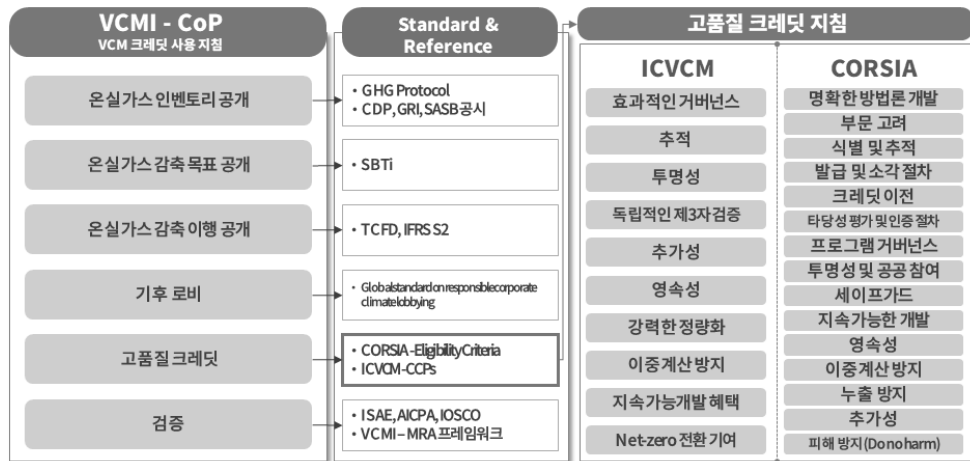 VCMI - CoP
VCM 크레딧 사용 지침
온실가스 인벤토리 공개
온실가스 감축 목표 공개
온실가스 감축 이행 공개
기후 로비
고품질 크레딧
검증
Standard &
Reference
• GHG Protocol
• CDP, GRI, SASB 공시
• SBTi
• TCFD, IFRS S2
• Global standard on responsible corporate
climate lobbying
• CORSIA - Eligibility Criteria
• ICVCM - CCPs
• ISAE, AICPA, IOSCO
• VCMI – MRA 프레임워크
고품질 크레딧 지침
ICVCM
효과적인 거버넌스
추적
투명성
독립적인 제3자 검증
추가성
영속성
강력한 정량화
이중계산 방지
지속가능개발 혜택
Net-zero 전환 기여
CORSIA
명확한 방법론 개발
부문 고려
식별 및 추적
발급 및 소각 절차
크레딧 이전
타당성 평가 및 인증 절차
프로그램 거버넌스
투명성 및 공공 참여
세이프가드
지속가능한 개발
영속성
이중계산 방지
누출 방지
추가성
피해 방지(Do no harm)